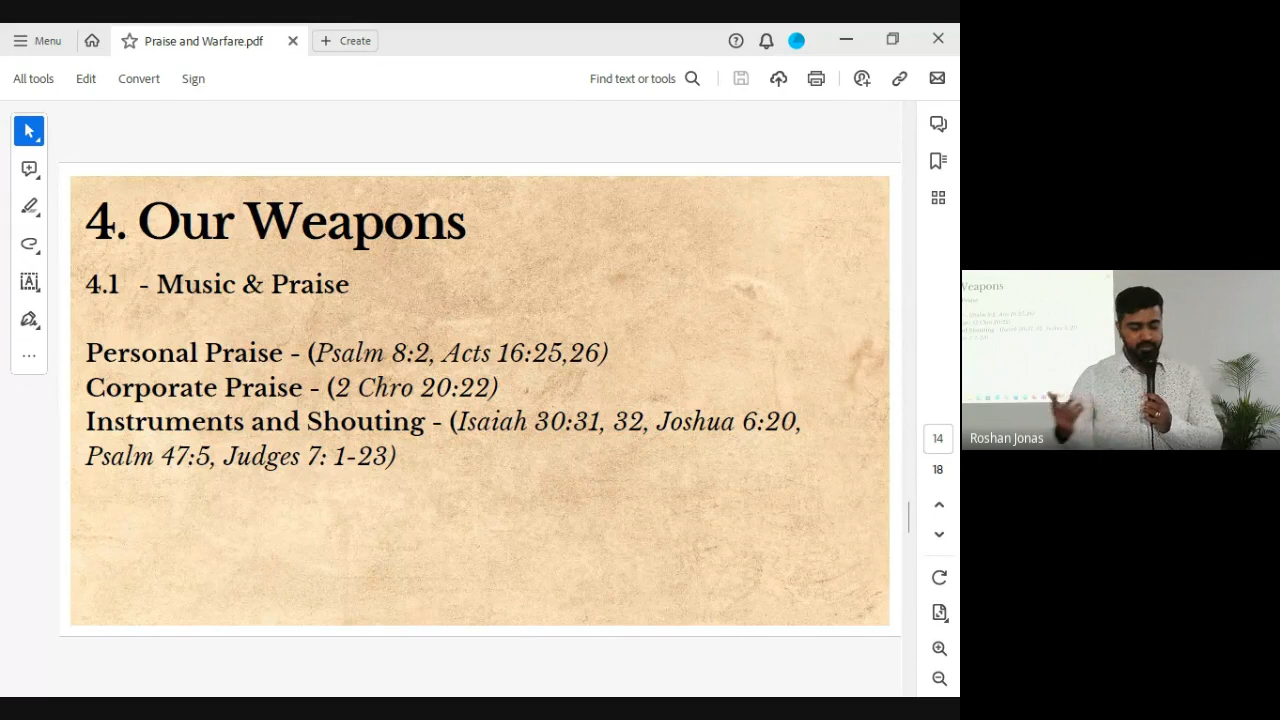 Menu
Praise and Warfare.pdf
Create
All tools
Edit
Convert
Sign
Find text or tools
4. Our Weapons
4.1 - Music & Praise
Personal Praise - (Psalm 8:2, Acts 16:25,26)
Corporate Praise - (2 Chro 20:22)
Instruments and Shouting - (Isaiah 30:31, 32, Joshua 6:20,
Psalm 47:5, Judges 7: 1-23)
14
18
Weapons
Roshan Jonas